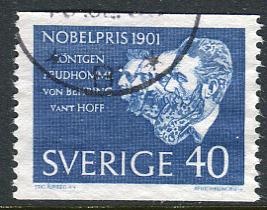 NOBELPRIS 1901
RÖNTGEN
PRUDHOMME
VON BEHRING
VANT HOFF
SVERIGE 40